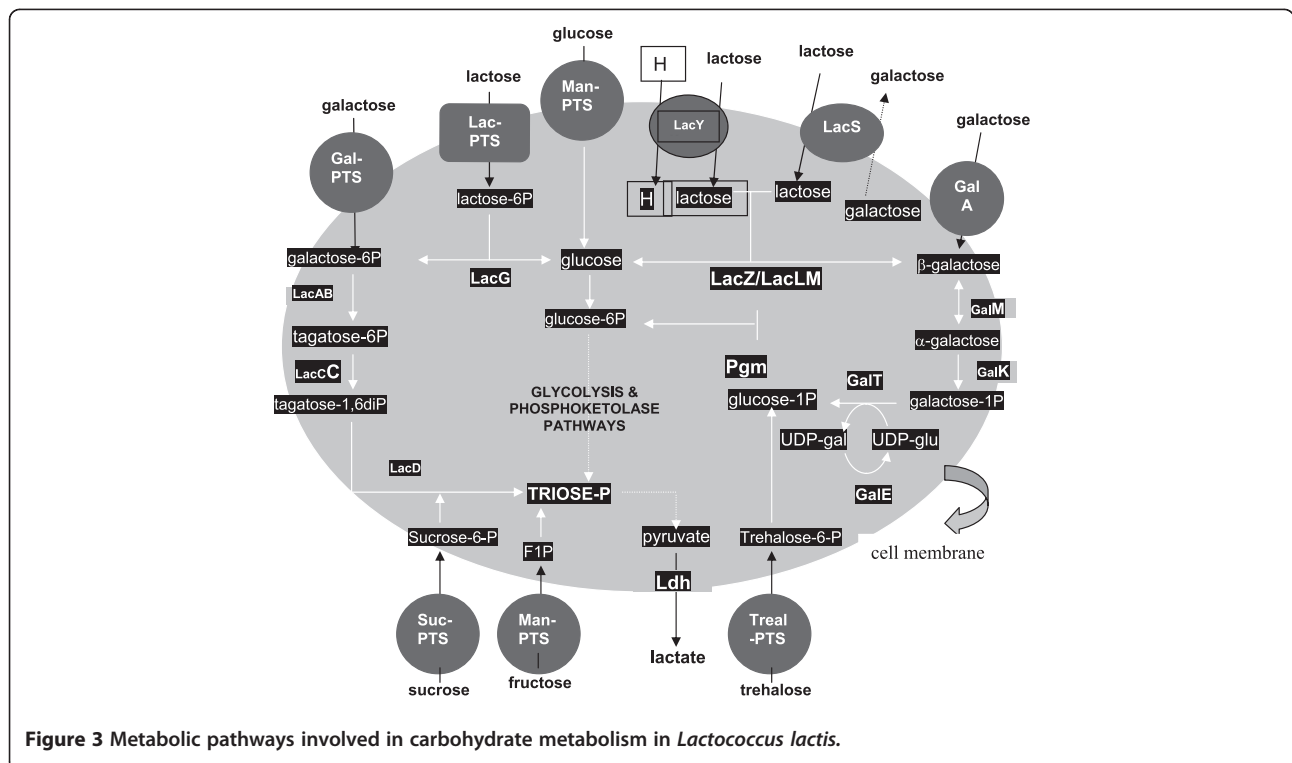 glucose
H
lactose
lactose
galactose
lactose
galactose
galactose
Man-
PTS
Lac-
PTS
LacY
LacS
Gal-
PTS
Gal
A
lactose-6P
H
lactose
lactose
galactose
galactose-6P
LacG
glucose
LacZ/LacLM
β-galactose
LacAB
GalM
tagatose-6P
glucose-6P
α-galactose
LacCC
Pgm
GalT
GalK
tagatose-1,6diP
GLYCOLYSIS &
PHOSPHOKETOLASE
PATHWAYS
glucose-1P
galactose-1P
UDP-gal
UDP-glu
LacD
TRIOSE-P
GalE
Sucrose-6-P
F1P
pyruvate
Trehalose-6-P
cell membrane
Ldh
Suc-
PTS
Man-
PTS
Treal
-PTS
lactate
sucrose
fructose
trehalose
Figure 3 Metabolic pathways involved in carbohydrate metabolism in Lactococcus lactis.